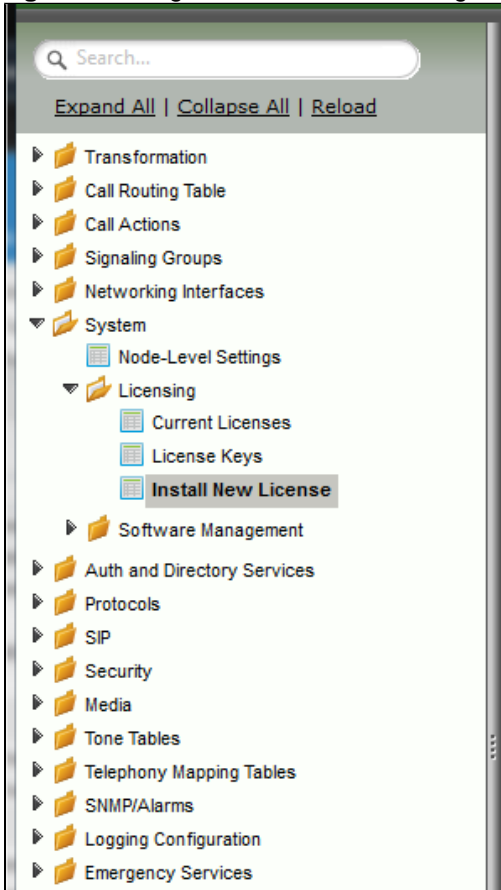 Search...
Expand All | Collapse All | Reload
Transformation
Call Routing Table
Call Actions
Signaling Groups
Networking Interfaces
System
Node-Level Settings
Licensing
Current Licenses
License Keys
Install New License
Software Management
Auth and Directory Services
Protocols
SIP
Security
Media
Tone Tables
Telephony Mapping Tables
SNMP/Alarms
Logging Configuration
Emergency Services